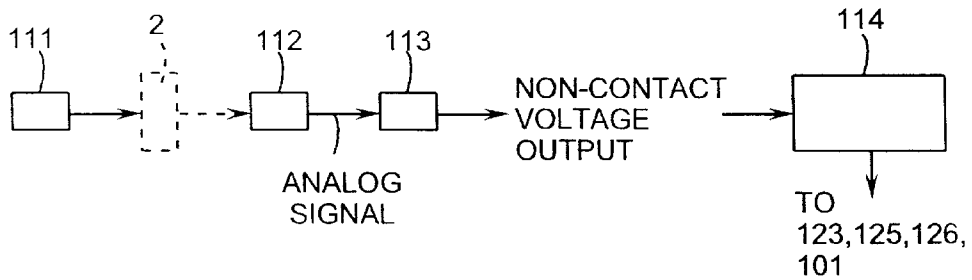 111
2
112
113
114
NON-CONTACT
VOLTAGE
OUTPUT
ANALOG
SIGNAL
TO
123,125,126,
101